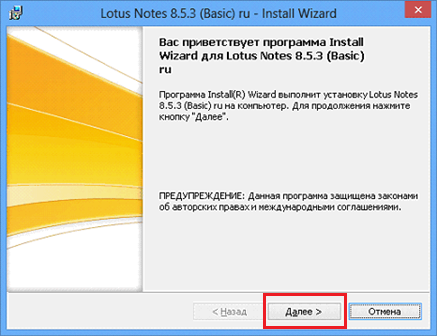 Lotus Notes 8.5.3 (Basic) ru - Install Wizard
Вас приветствует программа Install
Wizard для Lotus Notes 8.5.3 (Basic)
ru
Программа Install(R) Wizard выполнит установку Lotus Notes
8.5.3 (Basic) ru на компьютер. Для продолжения нажмите
кнопку "Далее".
ПРЕДУПРЕЖДЕНИЕ: Данная программа защищена законами
об авторских правах и международными соглашениями.
< Назад Далее > Отмена